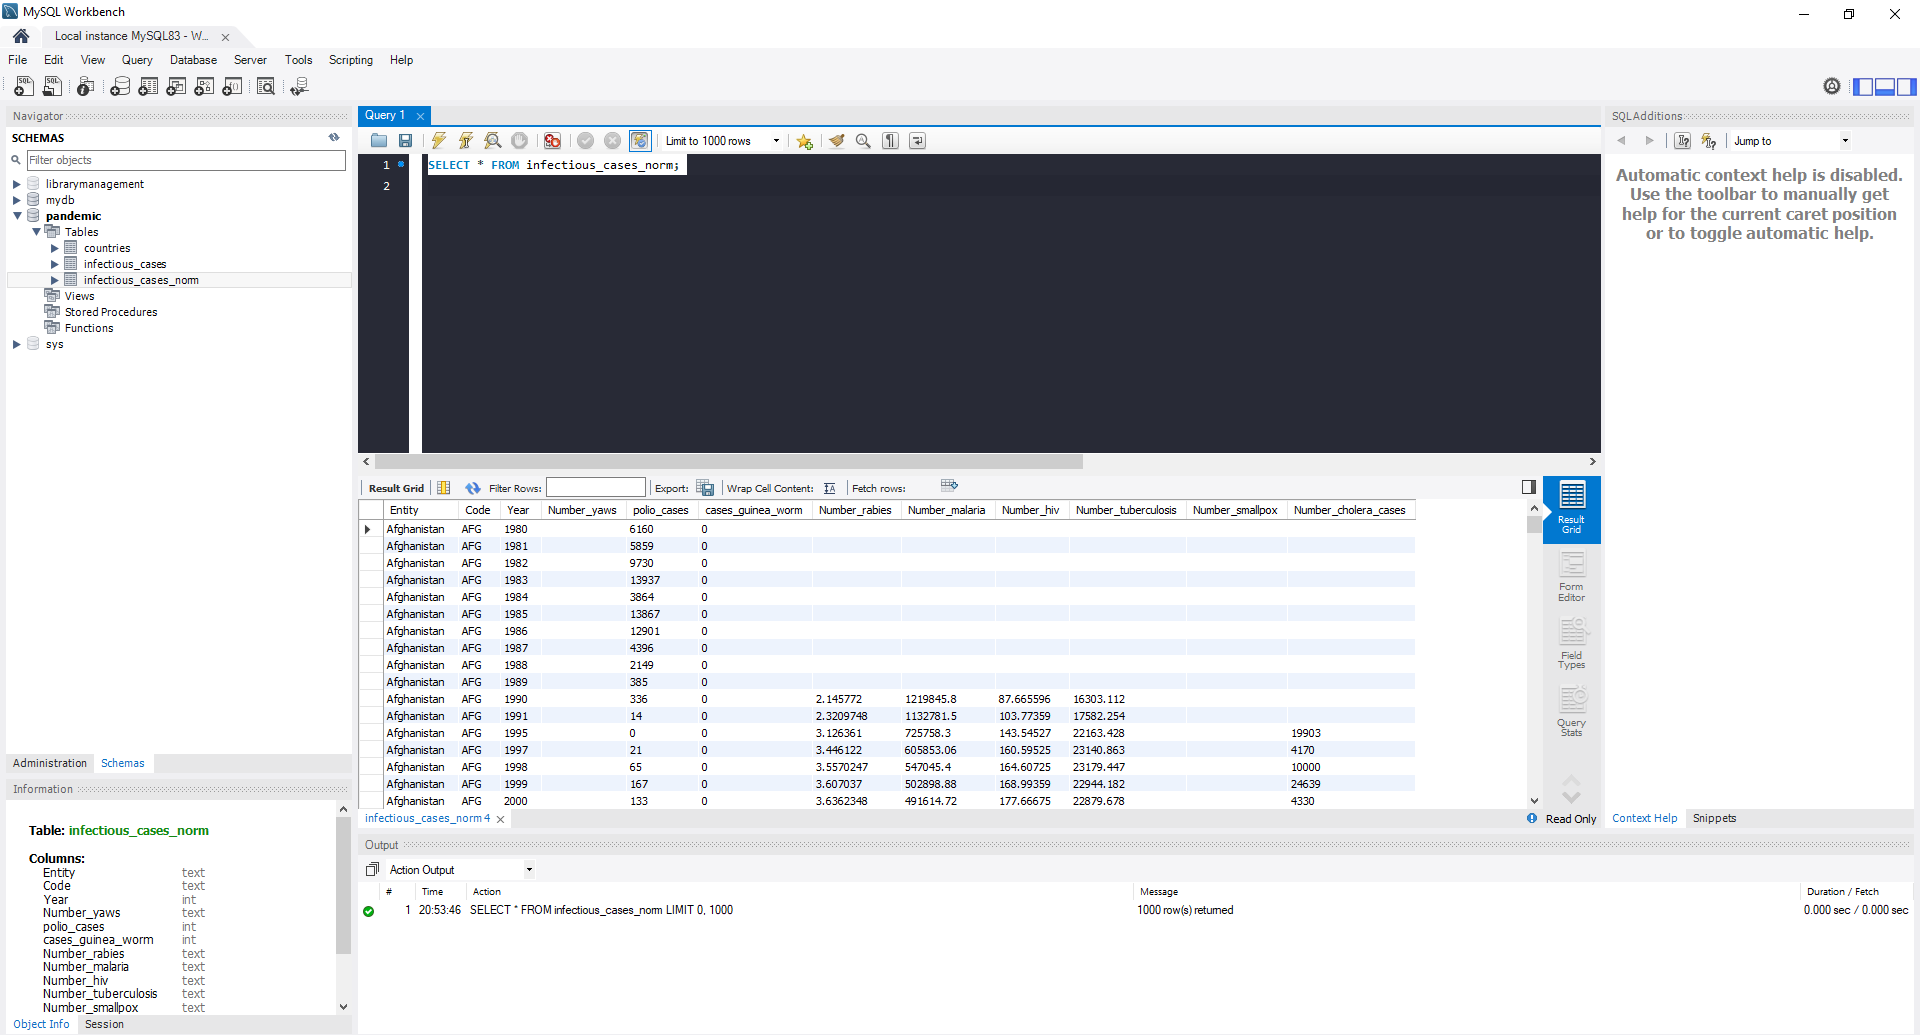 MySQL Workbench
Local instance MySQL83 - W...
File Edit View Query Database Server Tools Scripting Help
Navigator
SCHEMAS
Filter objects
librarymanagement
mydb
pandemic
Tables
countries
infectious_cases
infectious_cases_norm
Views
Stored Procedures
Functions
sys
Administration Schemas
Information
Table: infectious_cases_norm
Columns:
Entity text
Code text
Year int
Number_yaws text
polio_cases int
cases_guinea_worm int
Number_rabies text
Number_malaria text
Number_hiv text
Number_tuberculosis text
Number_smallpox text
Object Info Session
Query 1
Limit to 1000 rows
1 SELECT * FROM infectious_cases_norm;
2
Result Grid Filter Rows: Export: Wrap Cell Content: Fetch rows:
Entity Code Year Number_yaws polio_cases cases_guinea_worm Number_rabies Number_malaria Number_hiv Number_tuberculosis Number_smallpox Number_cholera_cases
Afghanistan AFG 1980 6160 0
Afghanistan AFG 1981 5859 0
Afghanistan AFG 1982 9730 0
Afghanistan AFG 1983 13937 0
Afghanistan AFG 1984 3864 0
Afghanistan AFG 1985 13867 0
Afghanistan AFG 1986 12901 0
Afghanistan AFG 1987 4396 0
Afghanistan AFG 1988 2149 0
Afghanistan AFG 1989 385 0
Afghanistan AFG 1990 336 0 2.145772 1219845.8 87.665596 16303.112
Afghanistan AFG 1991 14 0 2.3209748 1132781.5 103.77359 17582.254
Afghanistan AFG 1995 0 0 3.126361 725758.3 143.54527 22163.428 19903
Afghanistan AFG 1997 21 0 3.446122 605853.06 160.59525 23140.863 4170
Afghanistan AFG 1998 65 0 3.5570247 547045.4 164.60725 23179.447 10000
Afghanistan AFG 1999 167 0 3.607037 502898.88 168.99359 22944.182 24639
Afghanistan AFG 2000 133 0 3.6362348 491614.72 177.66675 22879.678 4330
Result
Grid
Form
Editor
Field
Types
Query
Stats
infectious_cases_norm 4
Read Only
Output
Action Output
# Time Action Message Duration / Fetch
1 20:53:46 SELECT * FROM infectious_cases_norm LIMIT 0, 1000 1000 row(s) returned 0.000 sec / 0.000 sec
SQLAdditions
Jump to
Automatic context help is disabled.
Use the toolbar to manually get
help for the current caret position
or to toggle automatic help.
Context Help Snippets